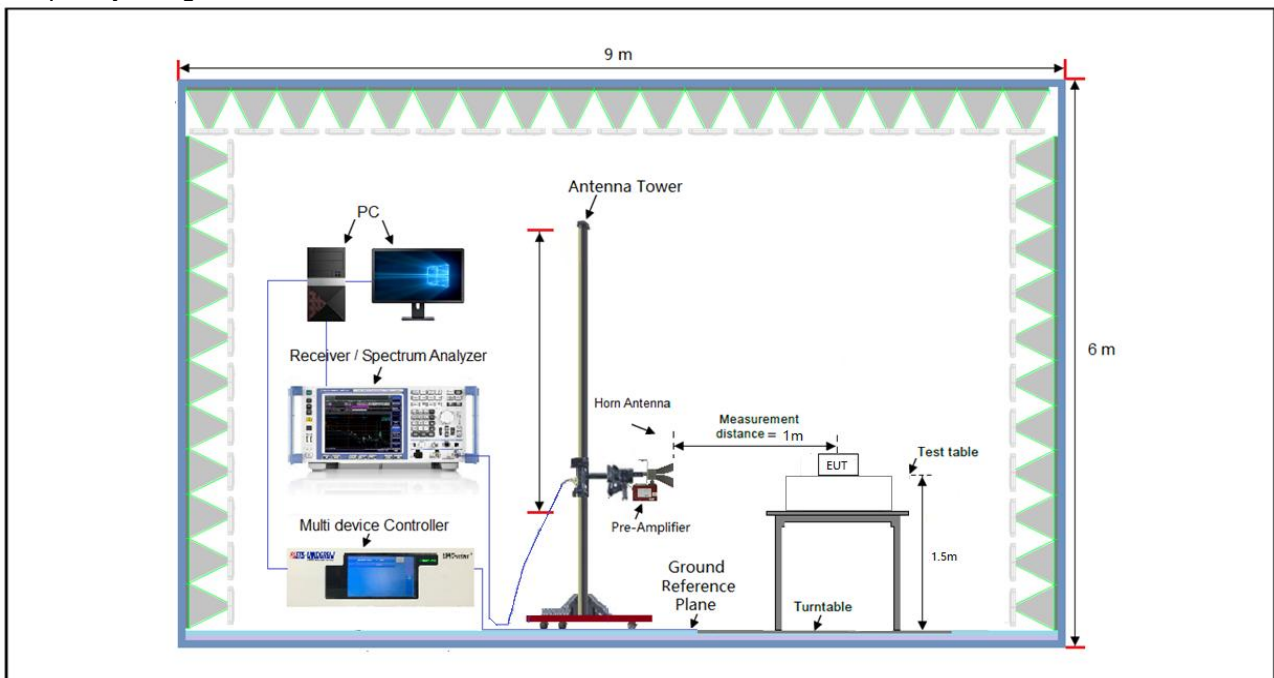 9 m
Antenna Tower
PC
Receiver / Spectrum Analyzer
6 m
Horn Antenna
Measurement
distance = 1m
EUT
Test table
Pre-Amplifier
Multi device Controller
1.5m
Ground
Reference
Plane
Turntable